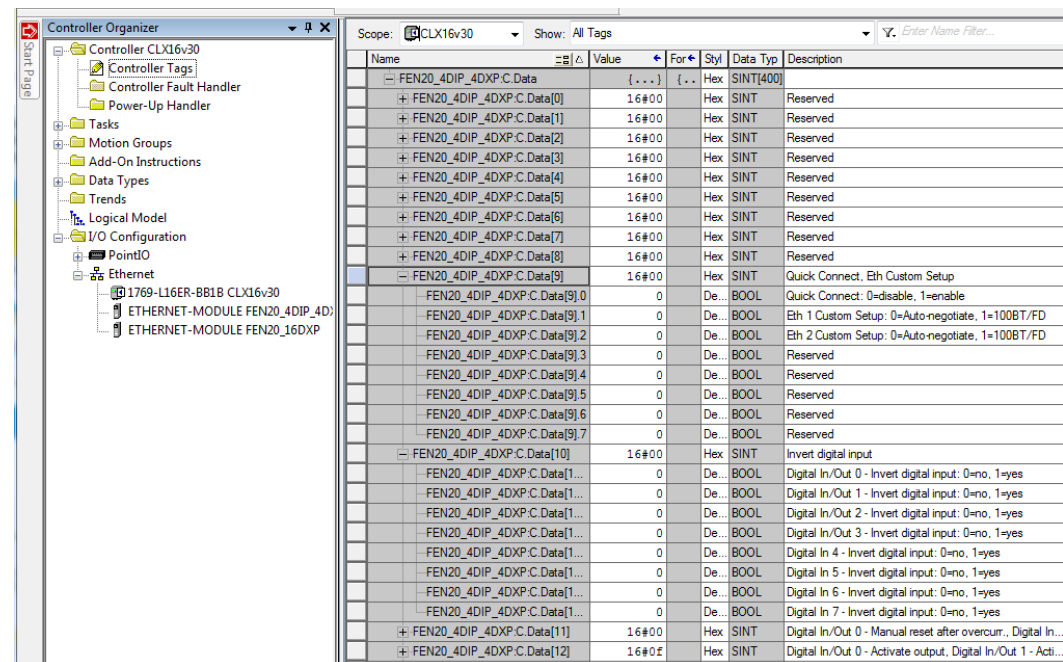 Start Page
Controller Organizer
Controller CLX16v30
Controller Tags
Controller Fault Handler
Power-Up Handler
Tasks
Motion Groups
Add-On Instructions
Data Types
Trends
Logical Model
I/O Configuration
PointIO
Ethernet
1769-L16ER-BB1B CLX16v30
ETHERNET-MODULE FEN20_4DIP_4D
ETHERNET-MODULE FEN20_16DXP
Scope: CLX16v30 Show: All Tags Enter Name Filter...
Name Value For Styl Data Typ Description
FEN20_4DIP_4DXP:C.Data {...} {.. Hex SINT[400]
FEN20_4DIP_4DXP:C.Data[0] 16#00 Hex SINT Reserved
FEN20_4DIP_4DXP:C.Data[1] 16#00 Hex SINT Reserved
FEN20_4DIP_4DXP:C.Data[2] 16#00 Hex SINT Reserved
FEN20_4DIP_4DXP:C.Data[3] 16#00 Hex SINT Reserved
FEN20_4DIP_4DXP:C.Data[4] 16#00 Hex SINT Reserved
FEN20_4DIP_4DXP:C.Data[5] 16#00 Hex SINT Reserved
FEN20_4DIP_4DXP:C.Data[6] 16#00 Hex SINT Reserved
FEN20_4DIP_4DXP:C.Data[7] 16#00 Hex SINT Reserved
FEN20_4DIP_4DXP:C.Data[8] 16#00 Hex SINT Reserved
FEN20_4DIP_4DXP:C.Data[9] 16#00 Hex SINT Quick Connect, Eth Custom Setup
FEN20_4DIP_4DXP:C.Data[9].0 0 De... BOOL Quick Connect: 0=disable, 1=enable
FEN20_4DIP_4DXP:C.Data[9].1 0 De... BOOL Eth 1 Custom Setup: 0=Auto-negotiate, 1=100BT/FD
FEN20_4DIP_4DXP:C.Data[9].2 0 De... BOOL Eth 2 Custom Setup: 0=Auto-negotiate, 1=100BT/FD
FEN20_4DIP_4DXP:C.Data[9].3 0 De... BOOL Reserved
FEN20_4DIP_4DXP:C.Data[9].4 0 De... BOOL Reserved
FEN20_4DIP_4DXP:C.Data[9].5 0 De... BOOL Reserved
FEN20_4DIP_4DXP:C.Data[9].6 0 De... BOOL Reserved
FEN20_4DIP_4DXP:C.Data[9].7 0 De... BOOL Reserved
FEN20_4DIP_4DXP:C.Data[10] 16#00 Hex SINT Invert digital input
FEN20_4DIP_4DXP:C.Data[1... 0 De... BOOL Digital In/Out 0 - Invert digital input: 0=no, 1=yes
FEN20_4DIP_4DXP:C.Data[1... 0 De... BOOL Digital In/Out 1 - Invert digital input: 0=no, 1=yes
FEN20_4DIP_4DXP:C.Data[1... 0 De... BOOL Digital In/Out 2 - Invert digital input: 0=no, 1=yes
FEN20_4DIP_4DXP:C.Data[1... 0 De... BOOL Digital In/Out 3 - Invert digital input: 0=no, 1=yes
FEN20_4DIP_4DXP:C.Data[1... 0 De... BOOL Digital In 4 - Invert digital input: 0=no, 1=yes
FEN20_4DIP_4DXP:C.Data[1... 0 De... BOOL Digital In 5 - Invert digital input: 0=no, 1=yes
FEN20_4DIP_4DXP:C.Data[1... 0 De... BOOL Digital In 6 - Invert digital input: 0=no, 1=yes
FEN20_4DIP_4DXP:C.Data[1... 0 De... BOOL Digital In 7 - Invert digital input: 0=no, 1=yes
FEN20_4DIP_4DXP:C.Data[11] 16#00 Hex SINT Digital In/Out 0 - Manual reset after overcurr., Digital In...
FEN20_4DIP_4DXP:C.Data[12] 16#0f Hex SINT Digital In/Out 0 - Activate output, Digital In/Out 1 - Acti...